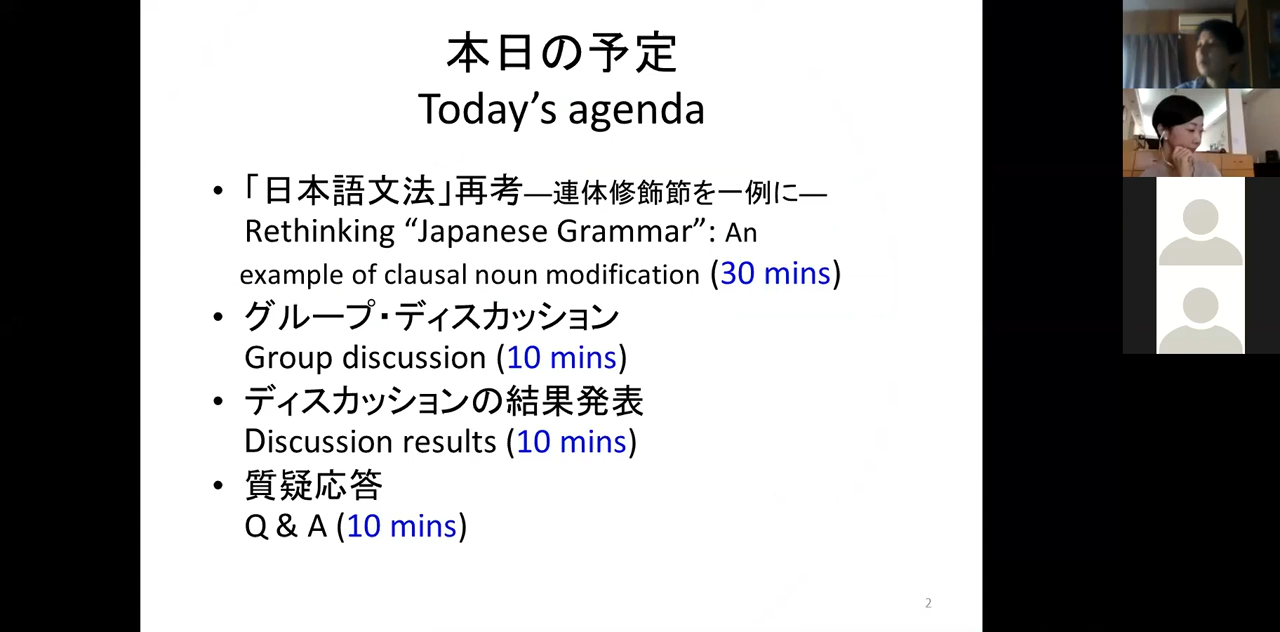 本日の予定
Today's agenda
• 「日本語文法」再考―連体修飾節を一例に―
Rethinking “Japanese Grammar”: An
example of clausal noun modification (30 mins)
• グループ・ディスカッション
Group discussion (10 mins)
• ディスカッションの結果発表
Discussion results (10 mins)
• 質疑応答
Q & A (10 mins)
2